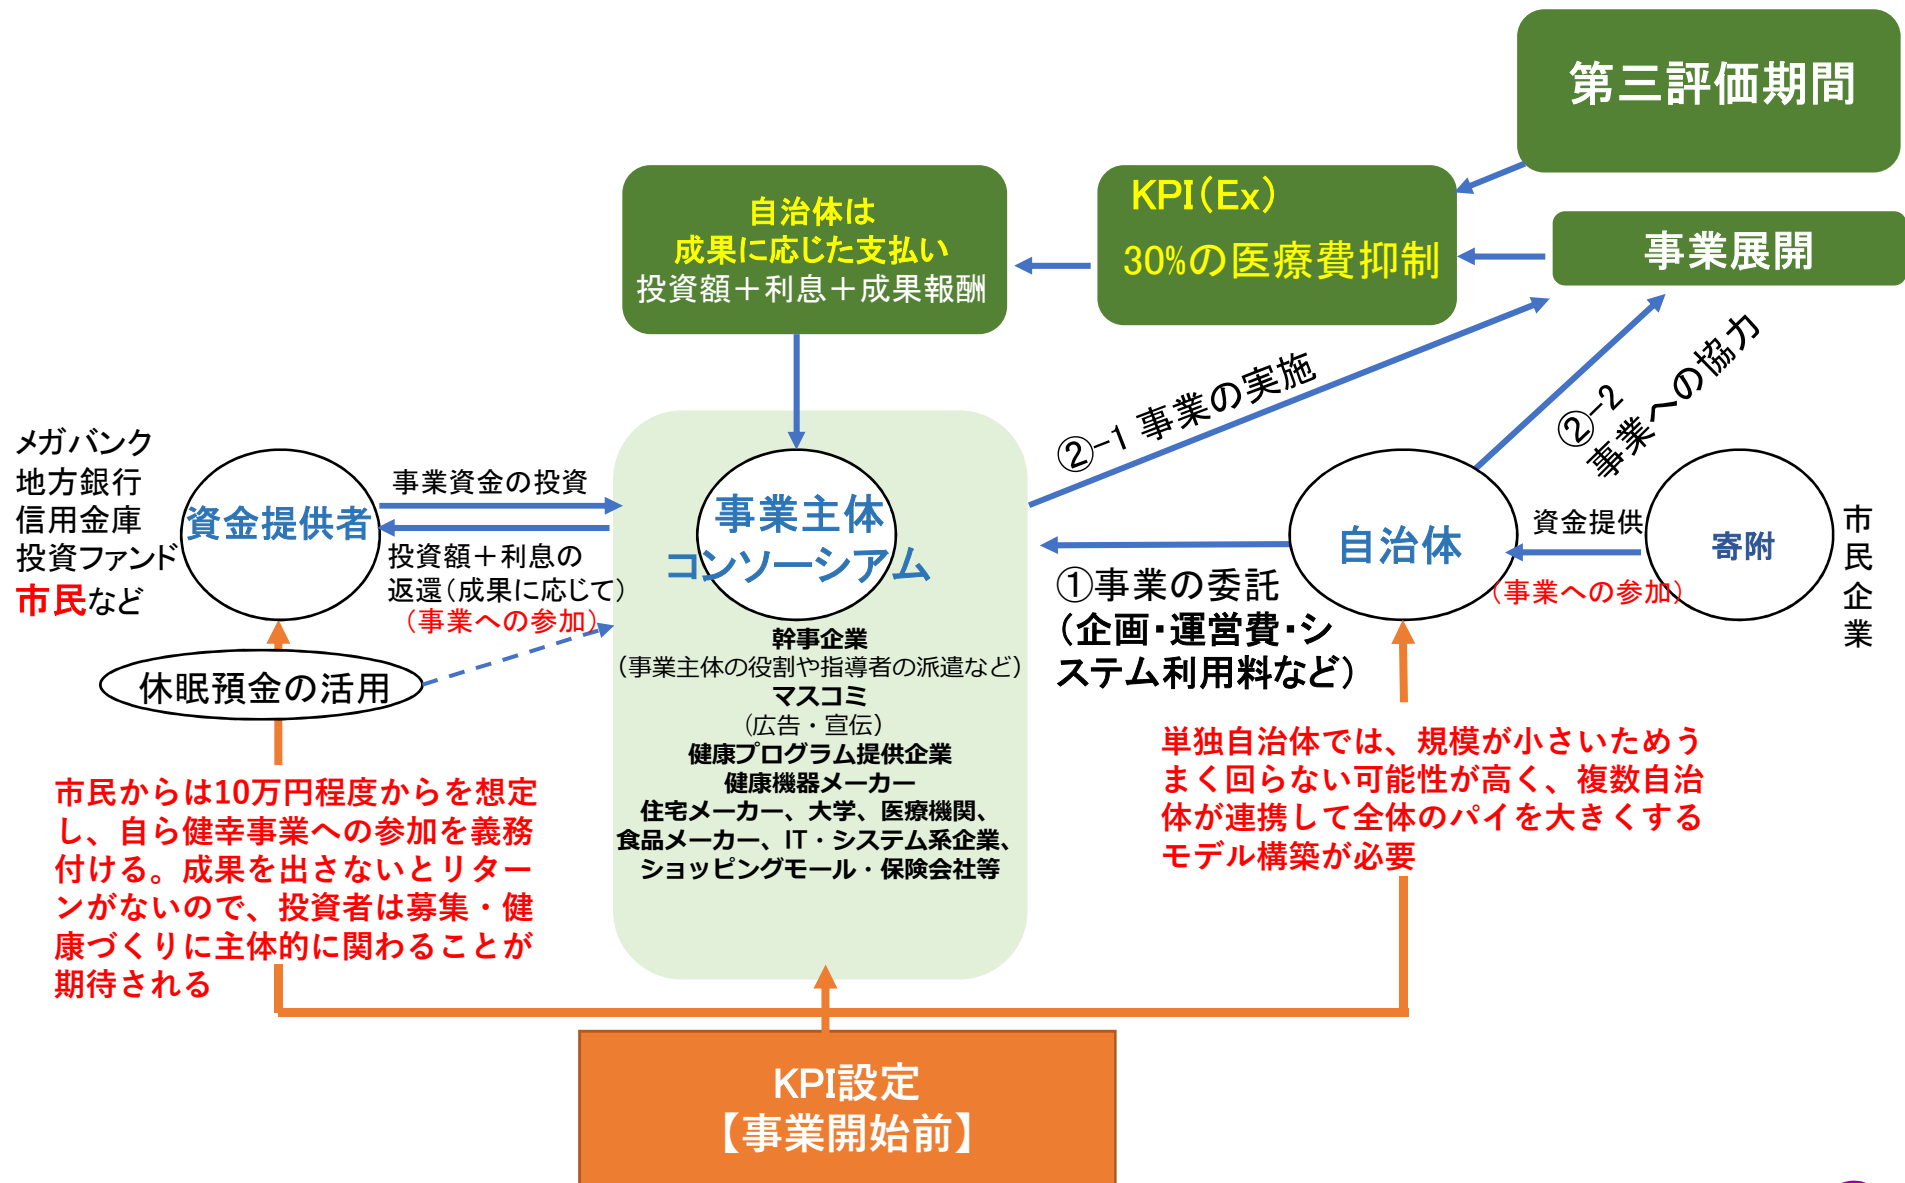 第三評価期間
自治体は
成果に応じた支払い
投資額＋利息＋成果報酬
KPI(Ex)
30%の医療費抑制
事業展開
②-1 事業の実施
②-2
事業への協力
メガバンク
地方銀行
信用金庫
投資ファンド
市民など
資金提供者
事業資金の投資
投資額＋利息の
返還(成果に応じて)
(事業への参加)
事業主体
コンソーシアム
幹事企業
(事業主体の役割や指導者の派遣など)
マスコミ
(広告・宣伝)
健康プログラム提供企業
健康機器メーカー
住宅メーカー、大学、医療機関、
食品メーカー、IT・システム系企業、
ショッピングモール・保険会社等
①事業の委託
(企画・運営費・シ
ステム利用料など)
自治体
資金提供
(事業への参加)
寄附
市民企業
休眠預金の活用
市民からは10万円程度からを想定
し、自ら健幸事業への参加を義務
付ける。成果を出さないとリター
ンがないので、投資者は募集・健
康づくりに主体的に関わることが
期待される
単独自治体では、規模が小さいためう
まく回らない可能性が高く、複数自治
体が連携して全体のパイを大きくする
モデル構築が必要
KPI設定
【事業開始前】